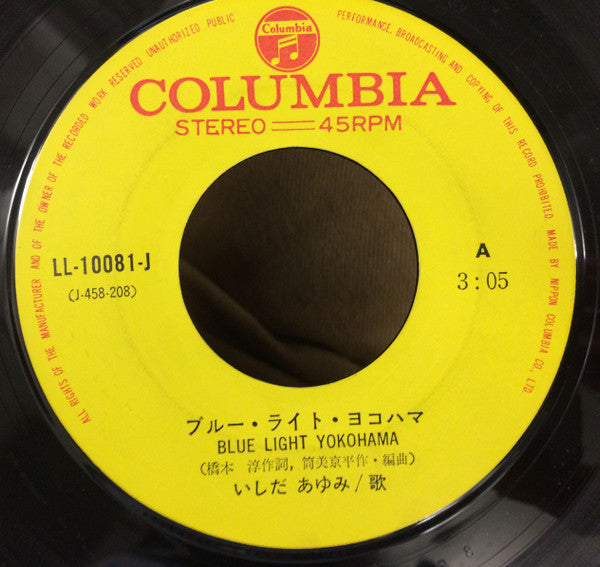 ALL RIGHTS OF THE MANUFACTURER AND OF THE OWNER OF THE RECORDED WORK RESERVED UNAUTHORIZED PUBLIC PERFORMANCE, BROADCASTING AND COPYING OF THIS RECORD PROHIBITED. MADE BY NIPPON COLUMBIA CO., LTD.
Columbia
COLUMBIA
STEREO 45RPM
LL-10081-J
(J-458-208)
A
3:05
ブルー・ライト・ヨコハマ
BLUE LIGHT YOKOHAMA
(橋本 淳作詞, 筒美京平作・編曲)
いしだ あゆみ/歌